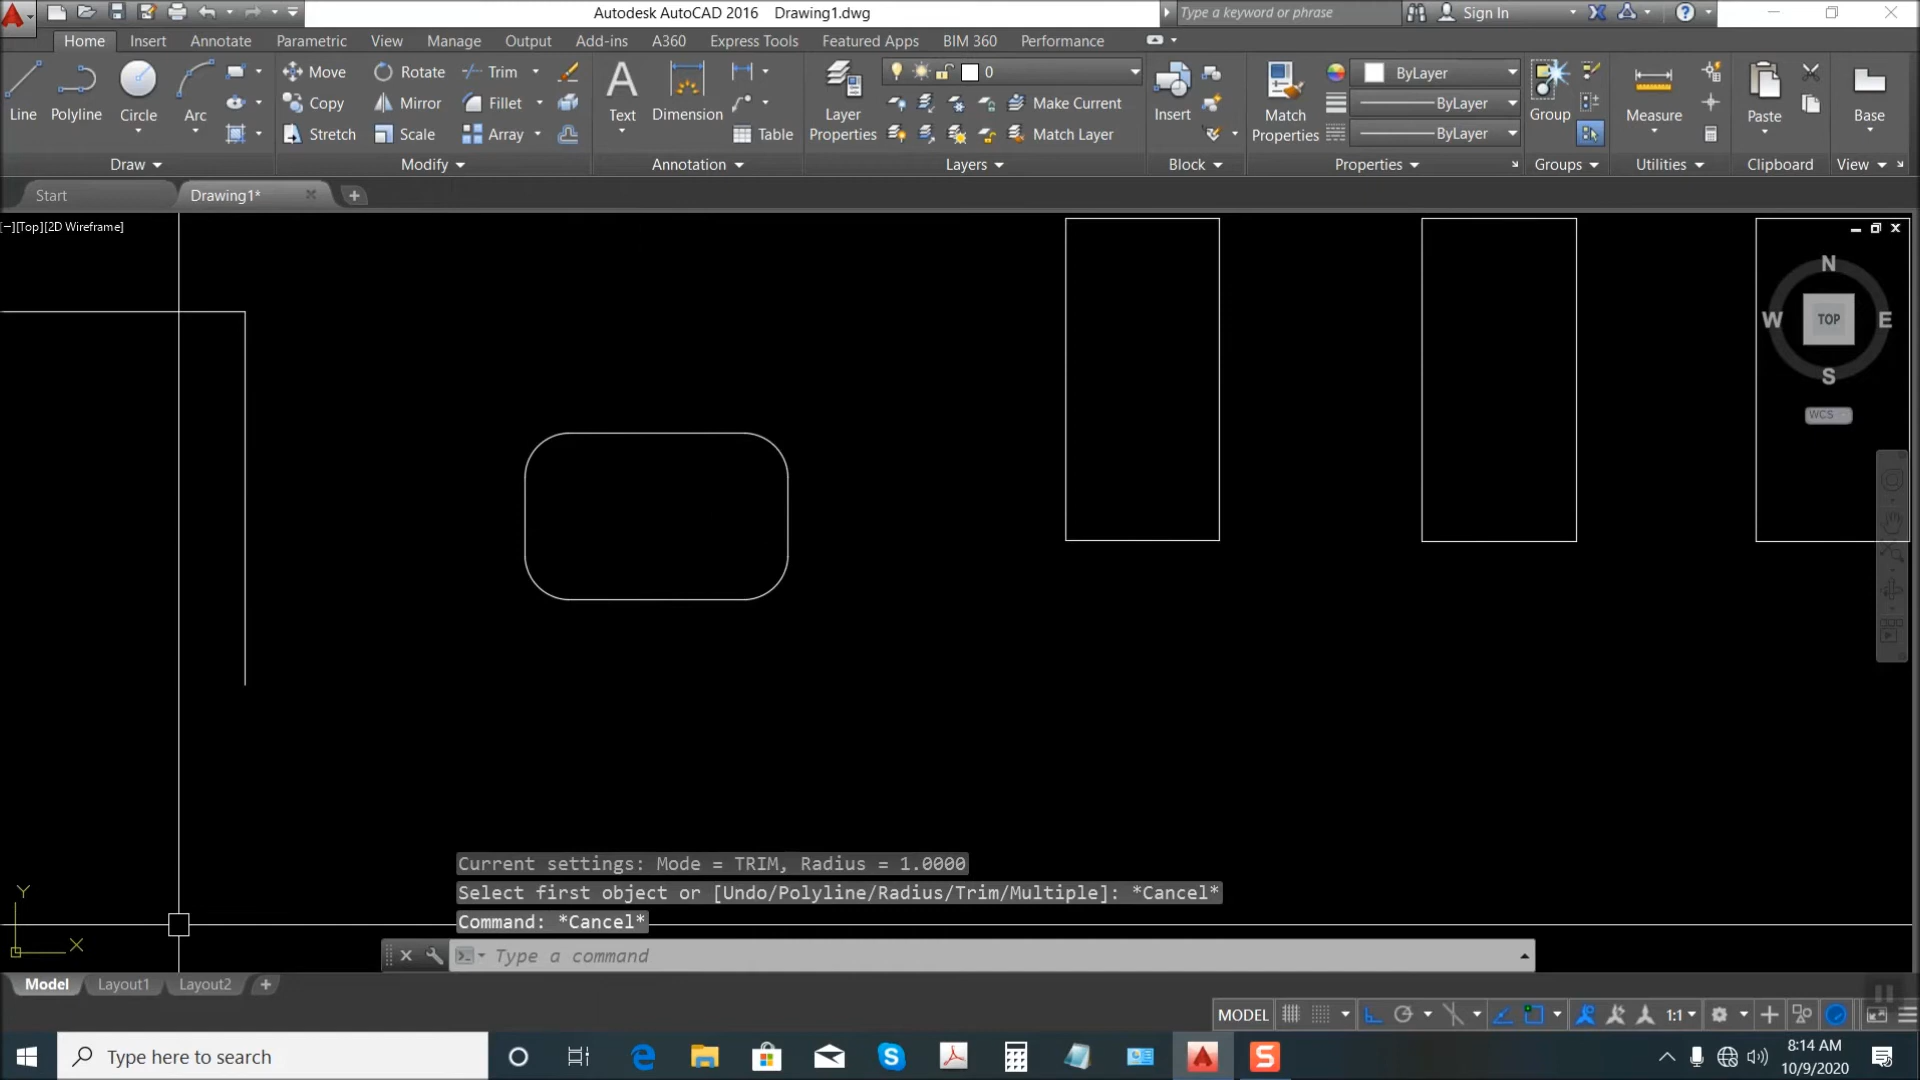 Autodesk AutoCAD 2016 Drawing1.dwg
Type a keyword or phrase
Sign In
Home Insert Annotate Parametric View Manage Output Add-ins A360 Express Tools Featured Apps BIM 360 Performance
Line Polyline Circle Arc
Move Rotate Trim
Copy Mirror Fillet
Stretch Scale Array
Text Dimension Table
Layer Properties
0
Make Current
Match Layer
Insert
Match Properties
ByLayer
ByLayer
ByLayer
Group
Measure
Paste
Base
Draw Modify Annotation Layers Block Properties Groups Utilities Clipboard View
Start Drawing1*
[−][Top][2D Wireframe]
N
W TOP E
S
WCS
Y
X
Current settings: Mode = TRIM, Radius = 1.0000
Select first object or [Undo/Polyline/Radius/Trim/Multiple]: *Cancel*
Command: *Cancel*
Type a command
Model Layout1 Layout2
MODEL 1:1
Type here to search
8:14 AM
10/9/2020